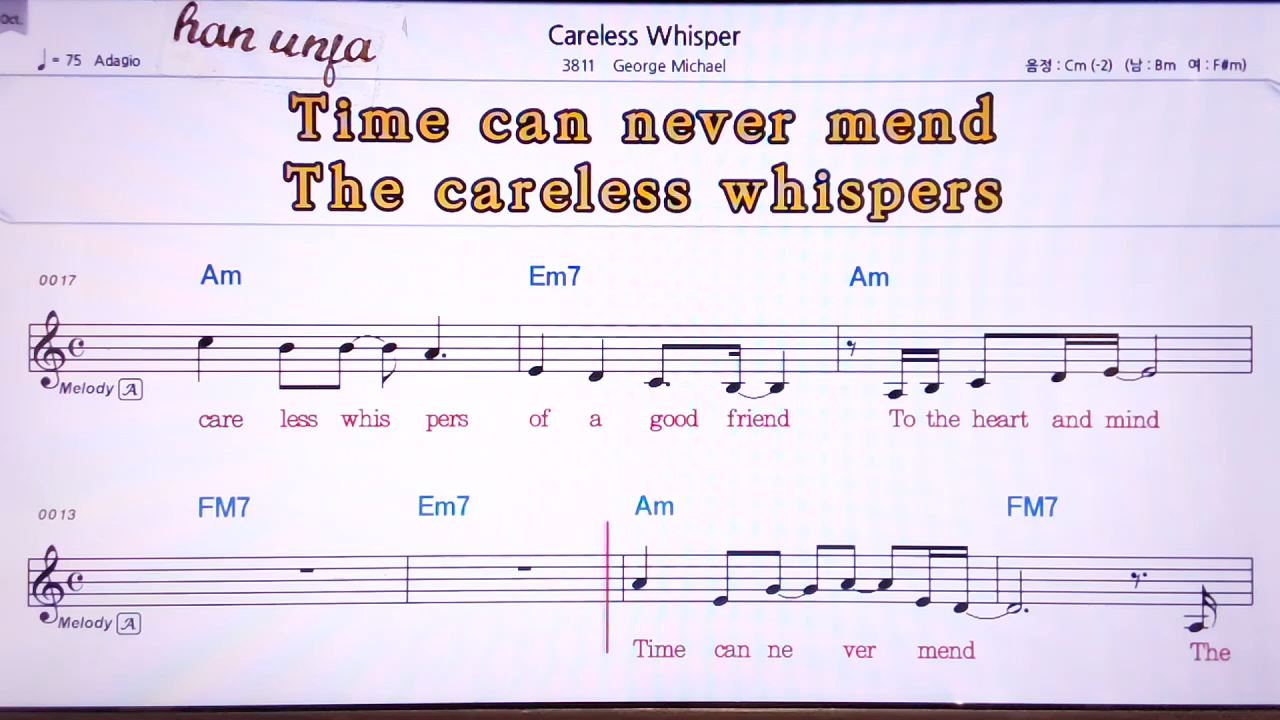 Oct.
han unfa
Careless Whisper
♩ = 75 Adagio
3811 George Michael
음정 : Cm (-2) (남 : Bm 여 : F#m)
Time can never mend
The careless whispers
0017
Am Em7 Am
Melody A
care less whis pers of a good friend To the heart and mind
0013
FM7 Em7 Am FM7
Melody A
Time can ne ver mend The